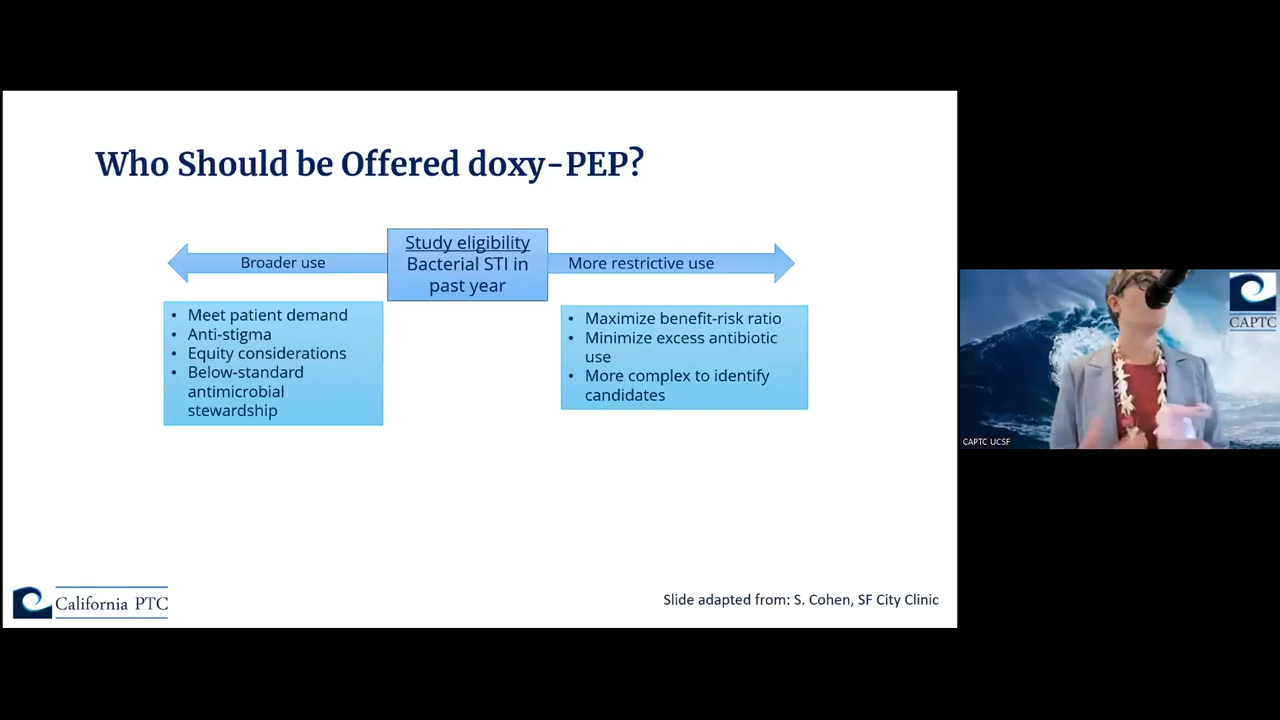 Who Should be Offered doxy-PEP?
Study eligibility
Bacterial STI in
past year
Broader use
More restrictive use
• Meet patient demand
• Anti-stigma
• Equity considerations
• Below-standard
antimicrobial
stewardship
• Maximize benefit-risk ratio
• Minimize excess antibiotic
use
• More complex to identify
candidates
CAPTC
CAPTC UCSF
California PTC
Slide adapted from: S. Cohen, SF City Clinic